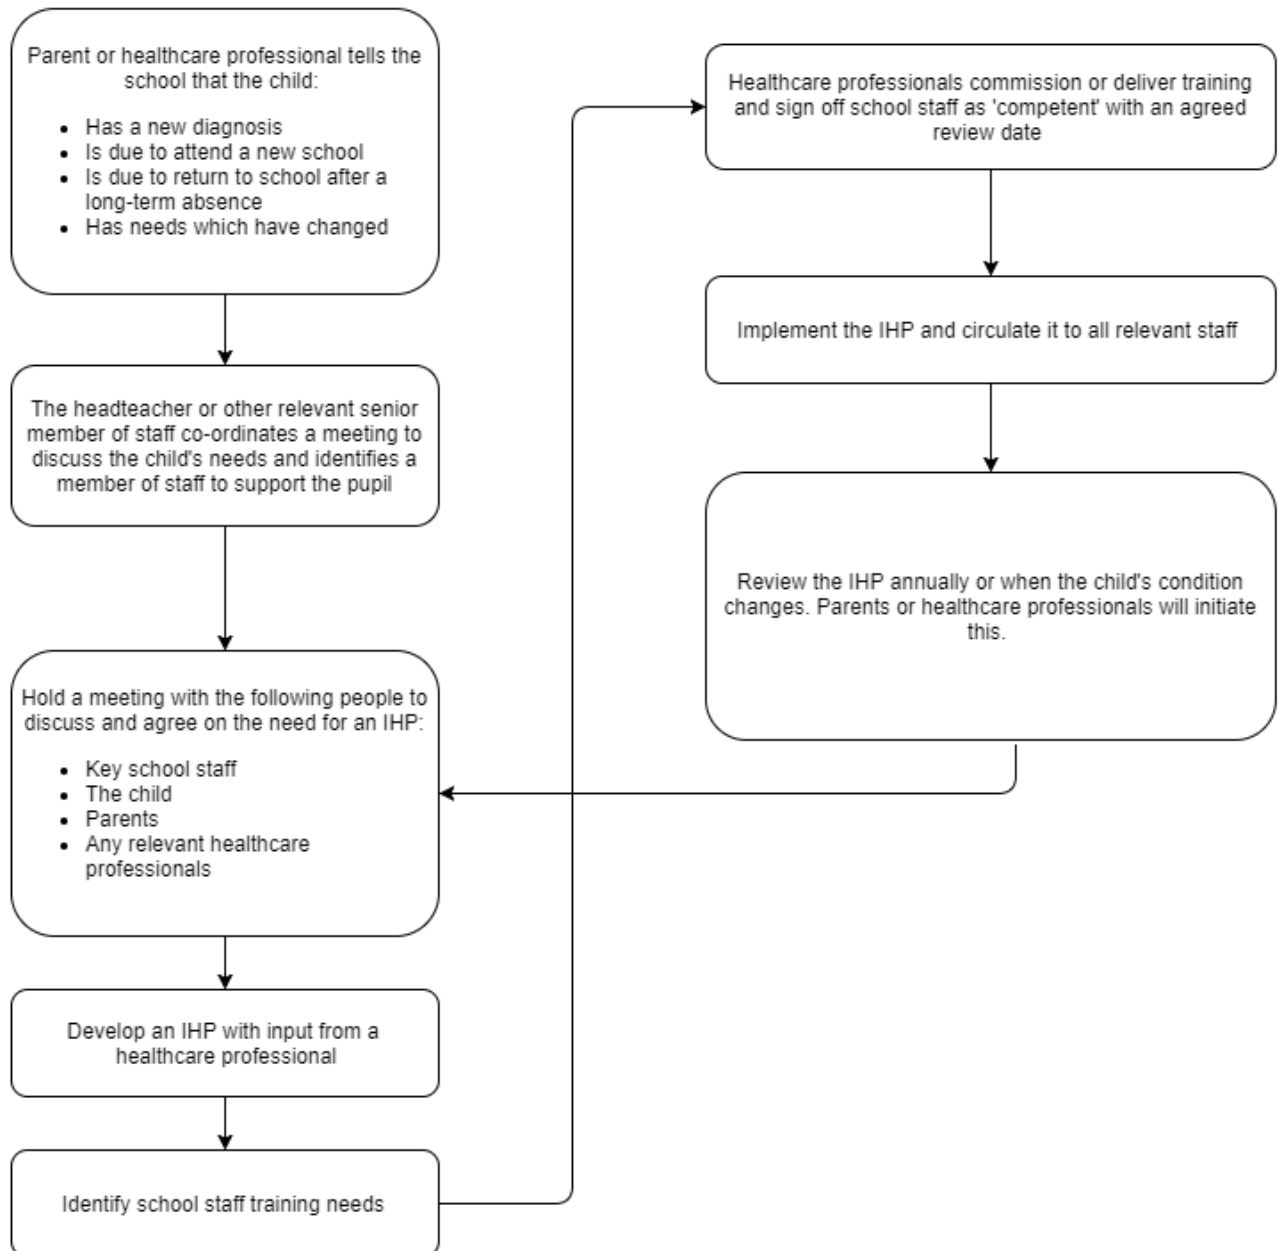 Parent or healthcare professional tells the
school that the child:
• Has a new diagnosis
• Is due to attend a new school
• Is due to return to school after a
long-term absence
• Has needs which have changed
The headteacher or other relevant senior
member of staff co-ordinates a meeting to
discuss the child's needs and identifies a
member of staff to support the pupil
Hold a meeting with the following people to
discuss and agree on the need for an IHP:
• Key school staff
• The child
• Parents
• Any relevant healthcare
professionals
Develop an IHP with input from a
healthcare professional
Identify school staff training needs
Healthcare professionals commission or deliver training
and sign off school staff as 'competent' with an agreed
review date
Implement the IHP and circulate it to all relevant staff
Review the IHP annually or when the child's condition
changes. Parents or healthcare professionals will initiate
this.